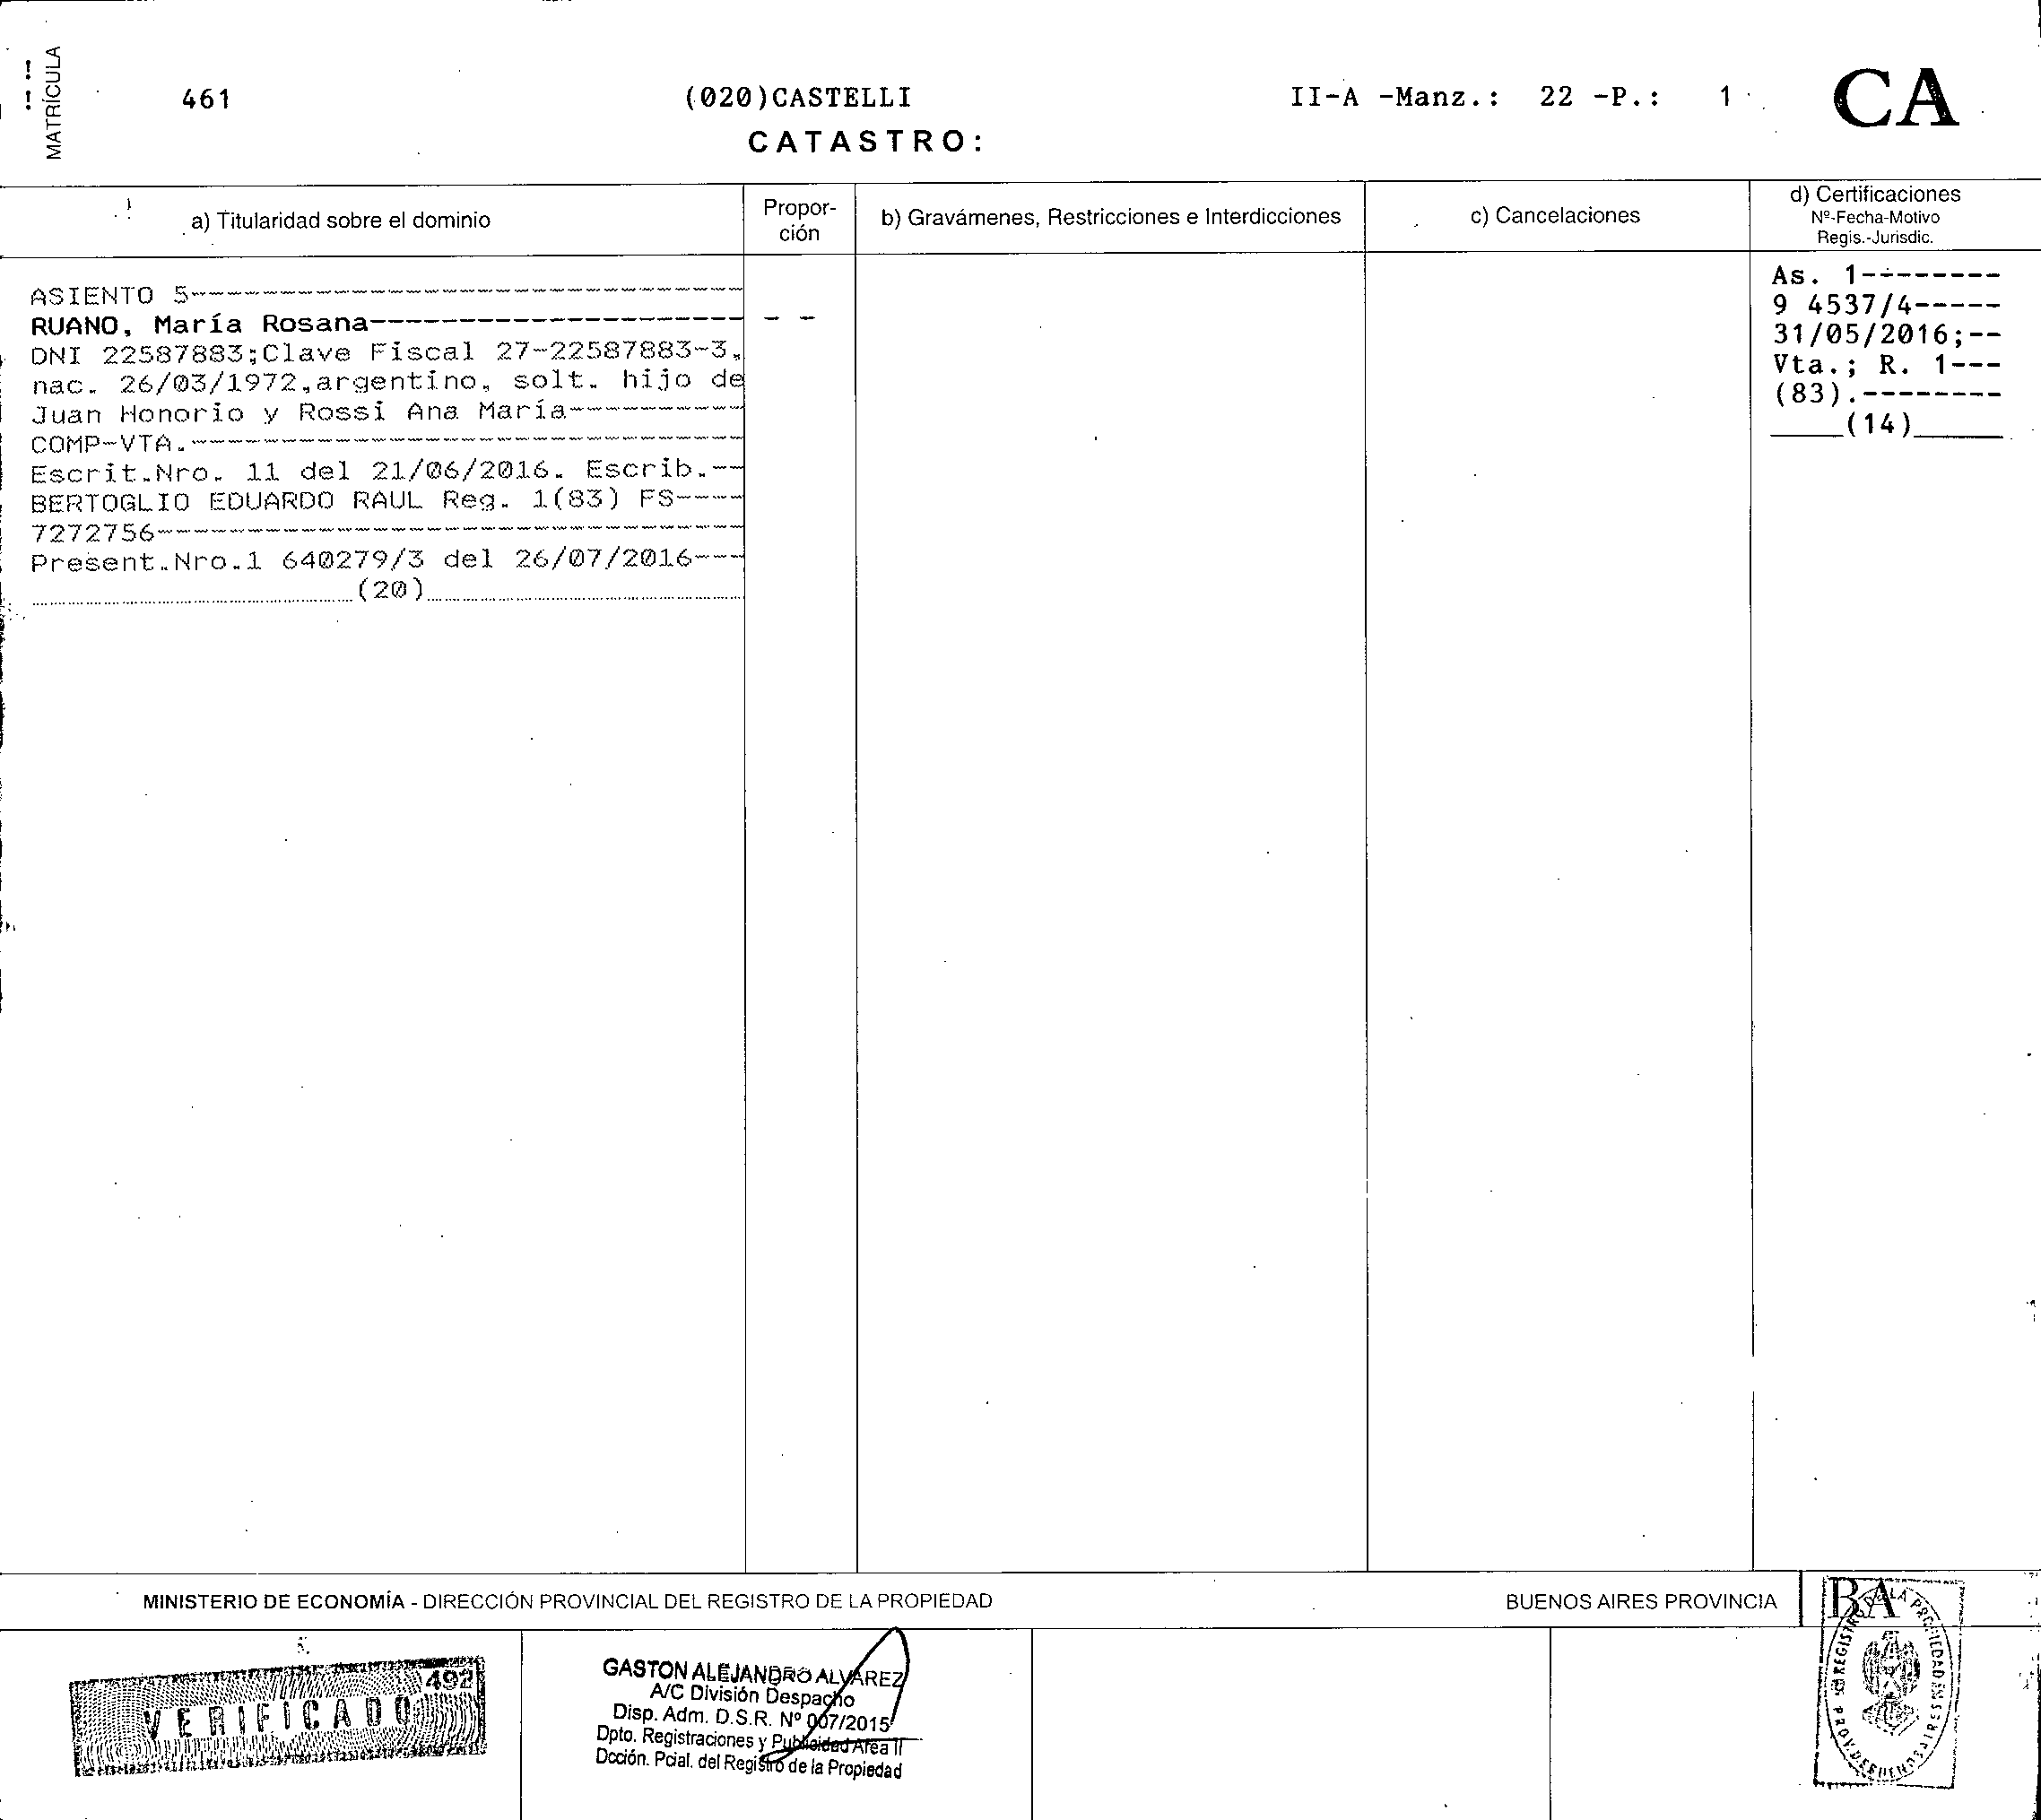 MATRÍCULA
461 (020)CASTELLI II-A -Manz.: 22 -P.: 1 CA
CATASTRO:
a) Titularidad sobre el dominio
Propor-
ción
b) Gravámenes, Restricciones e Interdicciones
c) Cancelaciones
d) Certificaciones
Nº-Fecha-Motivo
Regis.-Jurisdic.
ASIENTO 5-------------------------------
RUANO, María Rosana--------------------- - -
DNI 22587883;Clave Fiscal 27-22587883-3,
nac. 26/03/1972,argentino, solt. hijo de
Juan Honorio y Rossi Ana María----------
COMP-VTA.-------------------------------
Escrit.Nro. 11 del 21/06/2016. Escrib.--
BERTOGLIO EDUARDO RAUL Reg. 1(83) FS----
7272756---------------------------------
Present.Nro.1 640279/3 del 26/07/2016---
(20)
As. 1--------
9 4537/4-----
31/05/2016;--
Vta.; R. 1---
(83).--------
____(14)_____
MINISTERIO DE ECONOMÍA - DIRECCIÓN PROVINCIAL DEL REGISTRO DE LA PROPIEDAD
BUENOS AIRES PROVINCIA
BA
492
VERIFICADO
GASTON ALEJANDRO ALVAREZ
A/C División Despacho
Disp. Adm. D.S.R. Nº 007/2015
Dpto. Registraciones y Publicidad Area II
Dcción. Pcial. del Registro de la Propiedad
REGISTRO DE LA PROPIEDAD
PROV. DE BUENOS AIRES